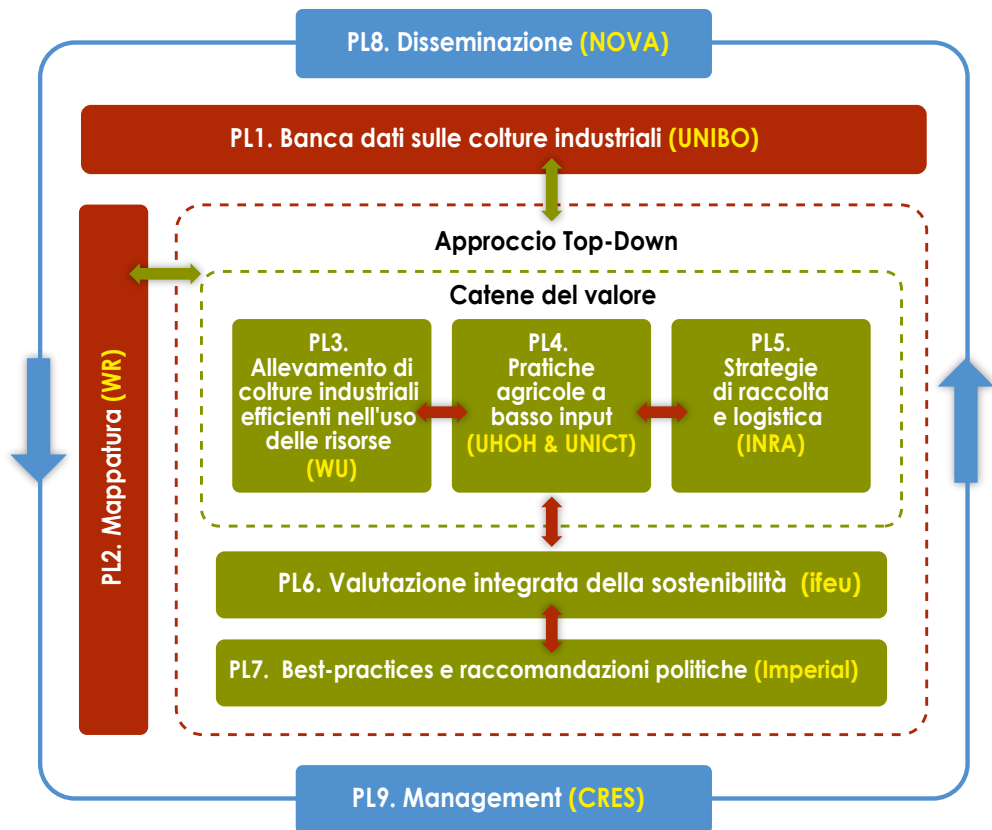 PL8. Disseminazione (NOVA)
PL1. Banca dati sulle colture industriali (UNIBO)
PL2. Mappatura (WR)
Approccio Top-Down
Catene del valore
PL3.
Allevamento di
colture industriali
efficienti nell'uso
delle risorse
(WU)
PL4.
Pratiche
agricole a
basso input
(UHOH & UNICT)
PL5.
Strategie
di raccolta
e logistica
(INRA)
PL6. Valutazione integrata della sostenibilità (ifeu)
PL7. Best-practices e raccomandazioni politiche (Imperial)
PL9. Management (CRES)